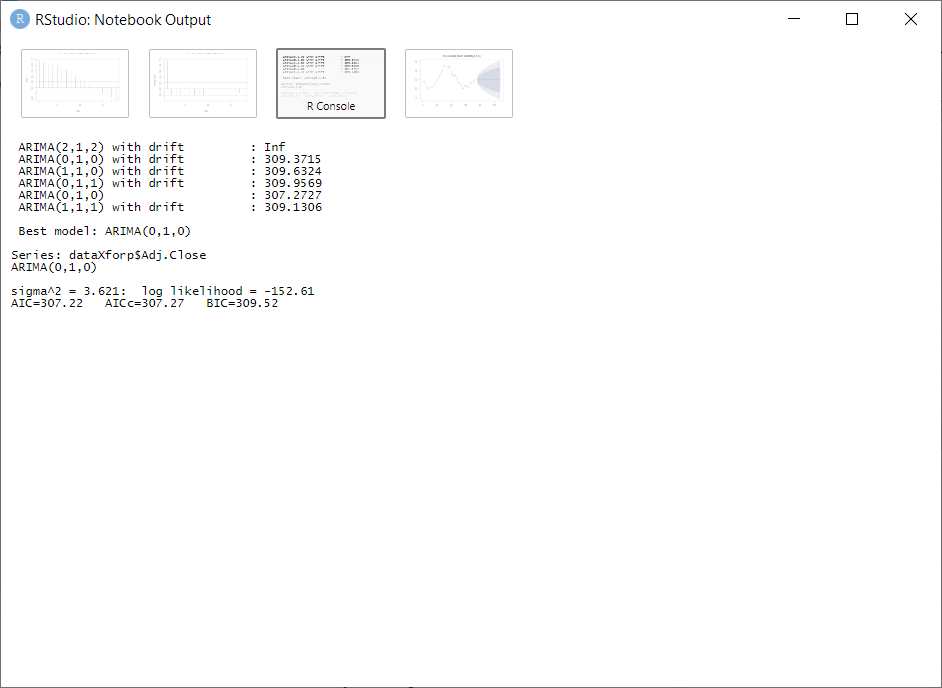 RStudio: Notebook Output
R Console
ARIMA(2,1,2) with drift : Inf
ARIMA(0,1,0) with drift : 309.3715
ARIMA(1,1,0) with drift : 309.6324
ARIMA(0,1,1) with drift : 309.9569
ARIMA(0,1,0) : 307.2727
ARIMA(1,1,1) with drift : 309.1306
Best model: ARIMA(0,1,0)
Series: dataXforp$Adj.Close
ARIMA(0,1,0)
sigma^2 = 3.621: log likelihood = -152.61
AIC=307.22 AICc=307.27 BIC=309.52